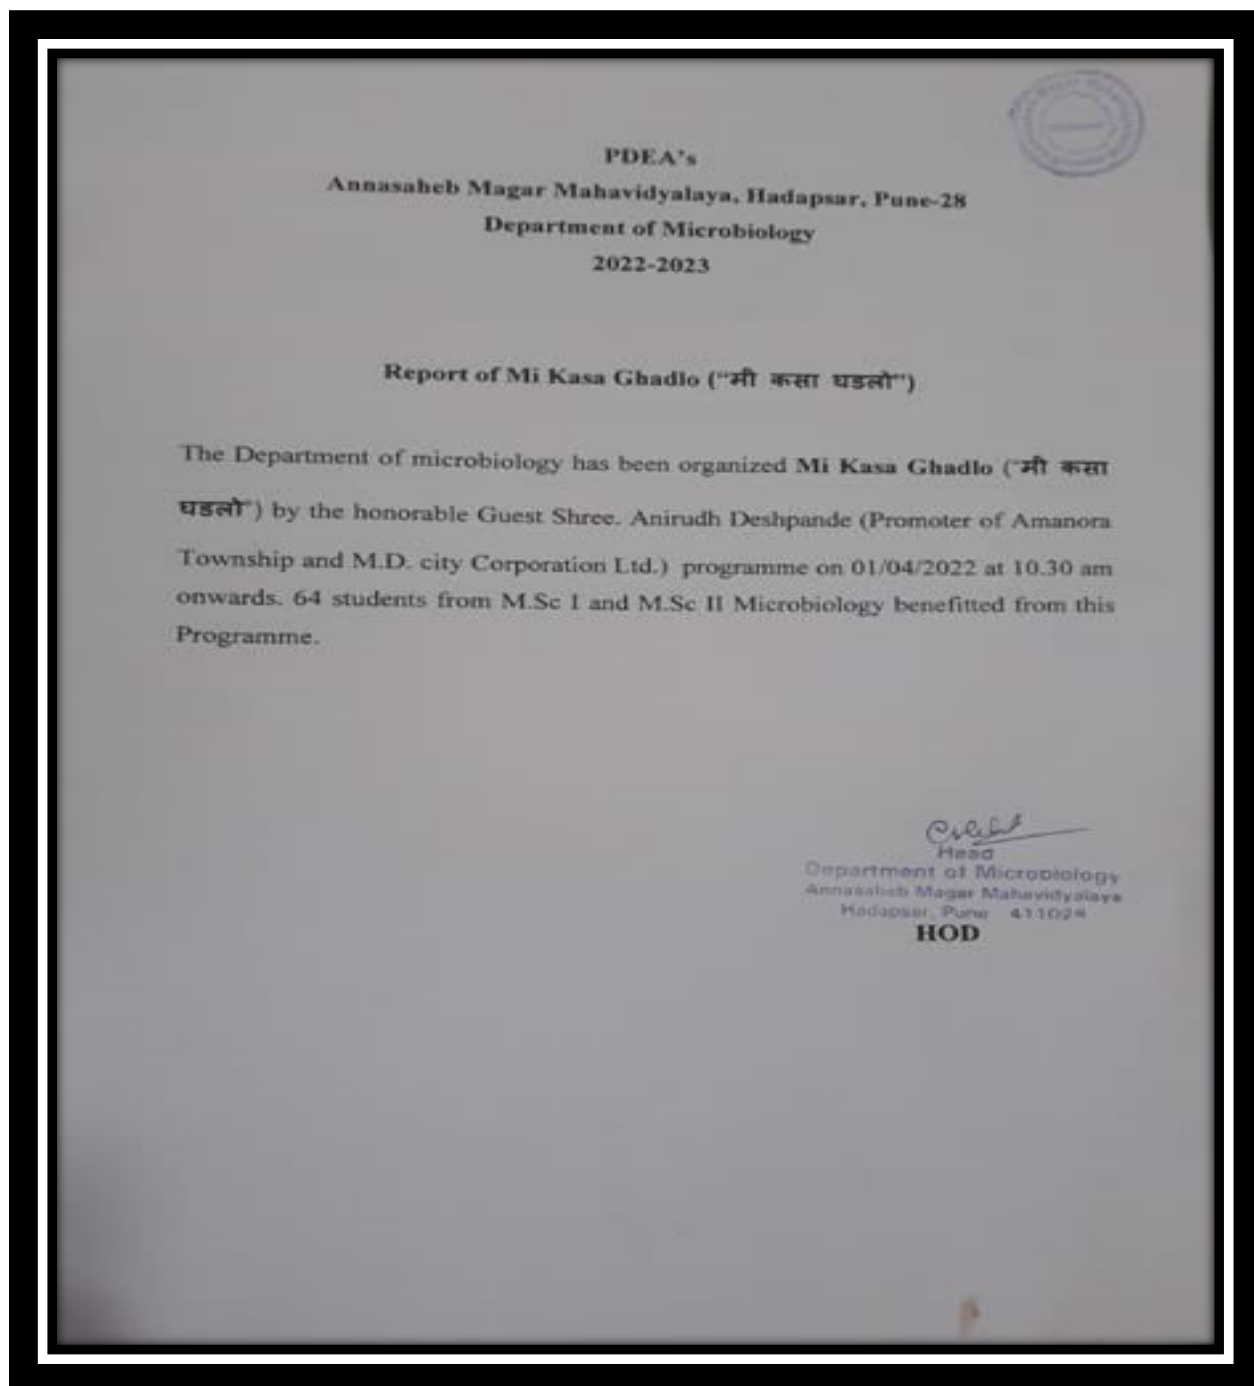 PDEA's
Annasaheb Magar Mahavidyalaya, Hadapsar, Pune-28
Department of Microbiology
2022-2023
Report of Mi Kasa Ghadlo ("मी कसा घडलो")
The Department of microbiology has been organized Mi Kasa Ghadlo ("मी कसा
घडलो") by the honorable Guest Shree. Anirudh Deshpande (Promoter of Amanora
Township and M.D. city Corporation Ltd.) programme on 01/04/2022 at 10.30 am
onwards. 64 students from M.Sc I and M.Sc II Microbiology benefitted from this
Programme.
Head
Department of Microbiology
Annasaheb Magar Mahavidyalaya
Hadapsar, Pune 411028
HOD